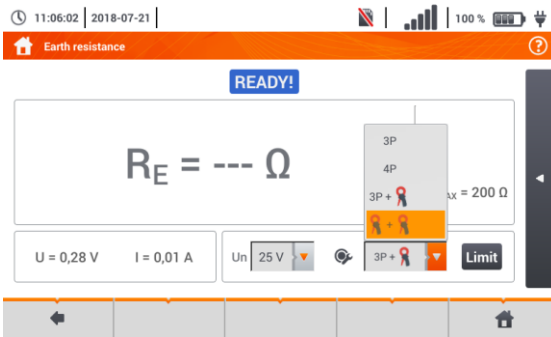 11:06:02 2018-07-21 100 %
Earth resistance ?
READY!
3P
4P
RE = --- Ω
3P +
AX = 200 Ω
+
U = 0,28 V I = 0,01 A Un 25 V 3P + Limit